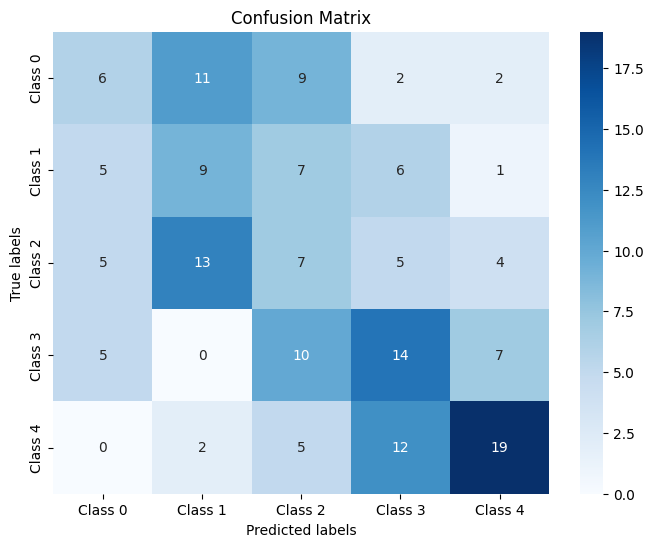 Confusion Matrix
Class 0
6 11 9 2 2
Class 1
5 9 7 6 1
Class 2
5 13 7 5 4
Class 3
5 0 10 14 7
Class 4
0 2 5 12 19
Class 0 Class 1 Class 2 Class 3 Class 4
Predicted labels
True labels
17.5
15.0
12.5
10.0
7.5
5.0
2.5
0.0